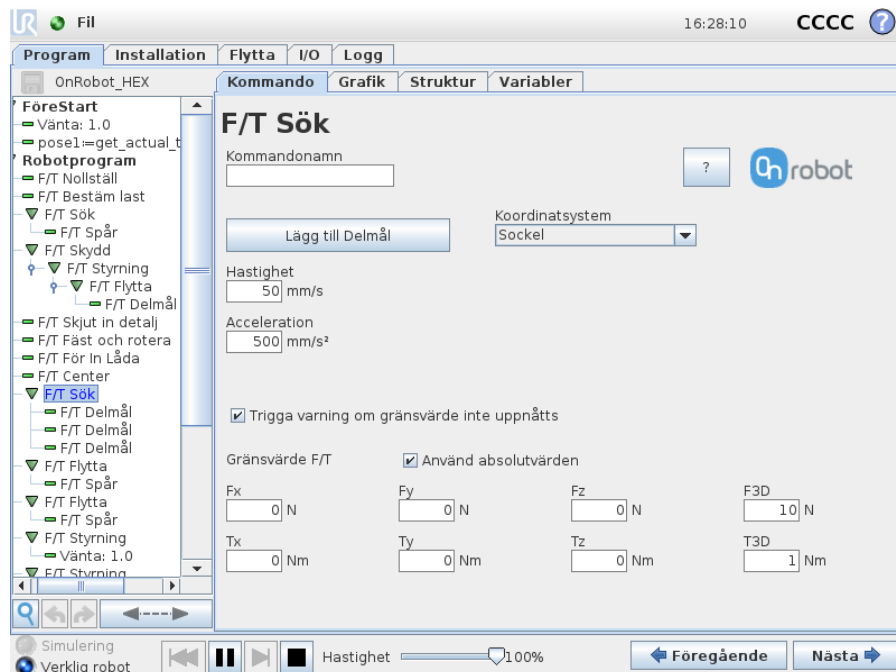 UR Fil 16:28:10 CCCC ?
Program Installation Flytta I/O Logg
OnRobot_HEX
Kommando Grafik Struktur Variabler
FöreStart
Vänta: 1.0
pose1:=get_actual_t
Robotprogram
F/T Nollställ
F/T Bestäm last
F/T Sök
F/T Spår
F/T Skydd
F/T Styrning
F/T Flytta
F/T Delmål
F/T Skjut in detalj
F/T Fäst och rotera
F/T För In Låda
F/T Center
F/T Sök
F/T Delmål
F/T Delmål
F/T Delmål
F/T Flytta
F/T Spår
F/T Flytta
F/T Spår
F/T Styrning
Vänta: 1.0
F/T Styrning
F/T Sök
Kommandonamn
?
On robot
Lägg till Delmål
Koordinatsystem
Sockel
Hastighet
50 mm/s
Acceleration
500 mm/s²
Trigga varning om gränsvärde inte uppnåtts
Gränsvärde F/T Använd absolutvärden
Fx Fy Fz F3D
0 N 0 N 0 N 10 N
Tx Ty Tz T3D
0 Nm 0 Nm 0 Nm 1 Nm
Simulering
Verklig robot
Hastighet 100%
Föregående Nästa